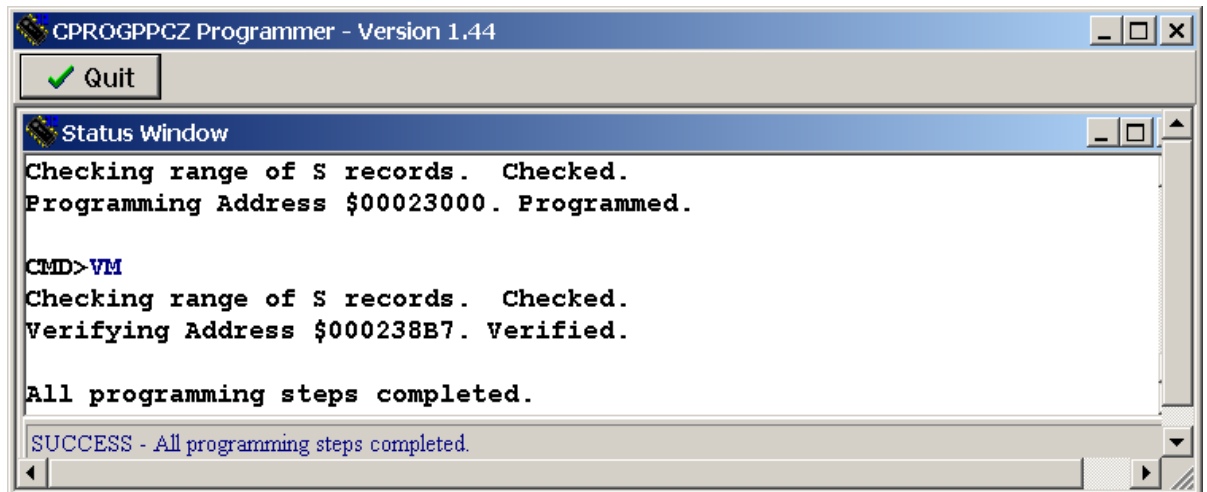 CPROGPPCZ Programmer - Version 1.44
Quit
Status Window
Checking range of S records.  Checked.
Programming Address $00023000. Programmed.
CMD>VM
Checking range of S records.  Checked.
Verifying Address $000238B7. Verified.
All programming steps completed.
SUCCESS - All programming steps completed.